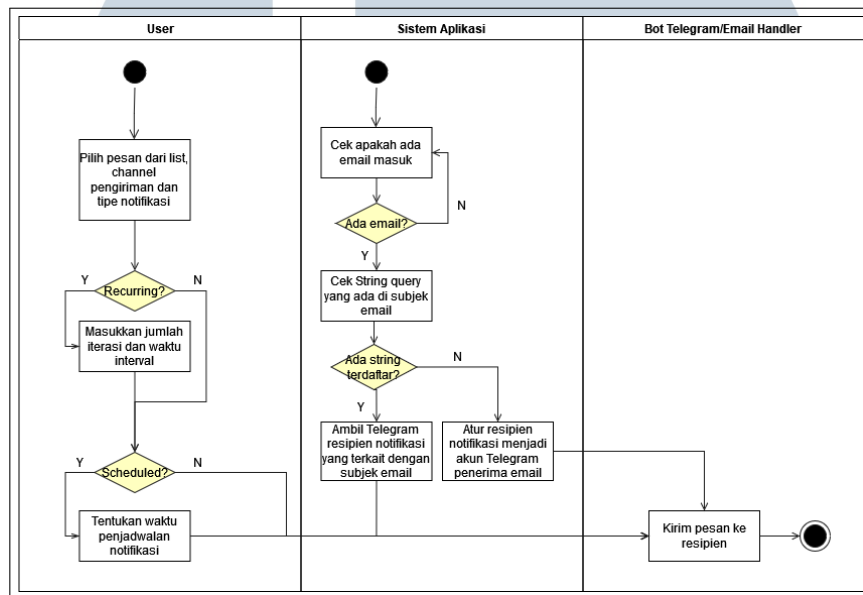 User
Sistem Aplikasi
Bot Telegram/Email Handler
Pilih pesan dari list,
channel
pengiriman dan
tipe notifikasi
Y
N
Recurring?
Masukkan jumlah
iterasi dan waktu
interval
Y
Scheduled?
N
Tentukan waktu
penjadwalan
notifikasi
Cek apakah ada
email masuk
N
Ada email?
Y
Cek String query
yang ada di subjek
email
N
Ada string
terdaftar?
Y
Ambil Telegram
resipien notifikasi
yang terkait dengan
subjek email
Atur resipien
notifikasi menjadi
akun Telegram
penerima email
Kirim pesan ke
resipien